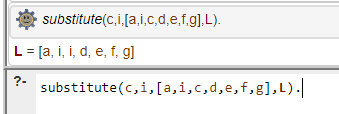 substitute(c,i,[a,i,c,d,e,f,g],L).
L = [a, i, i, d, e, f, g]
?- substitute(c,i,[a,i,c,d,e,f,g],L).